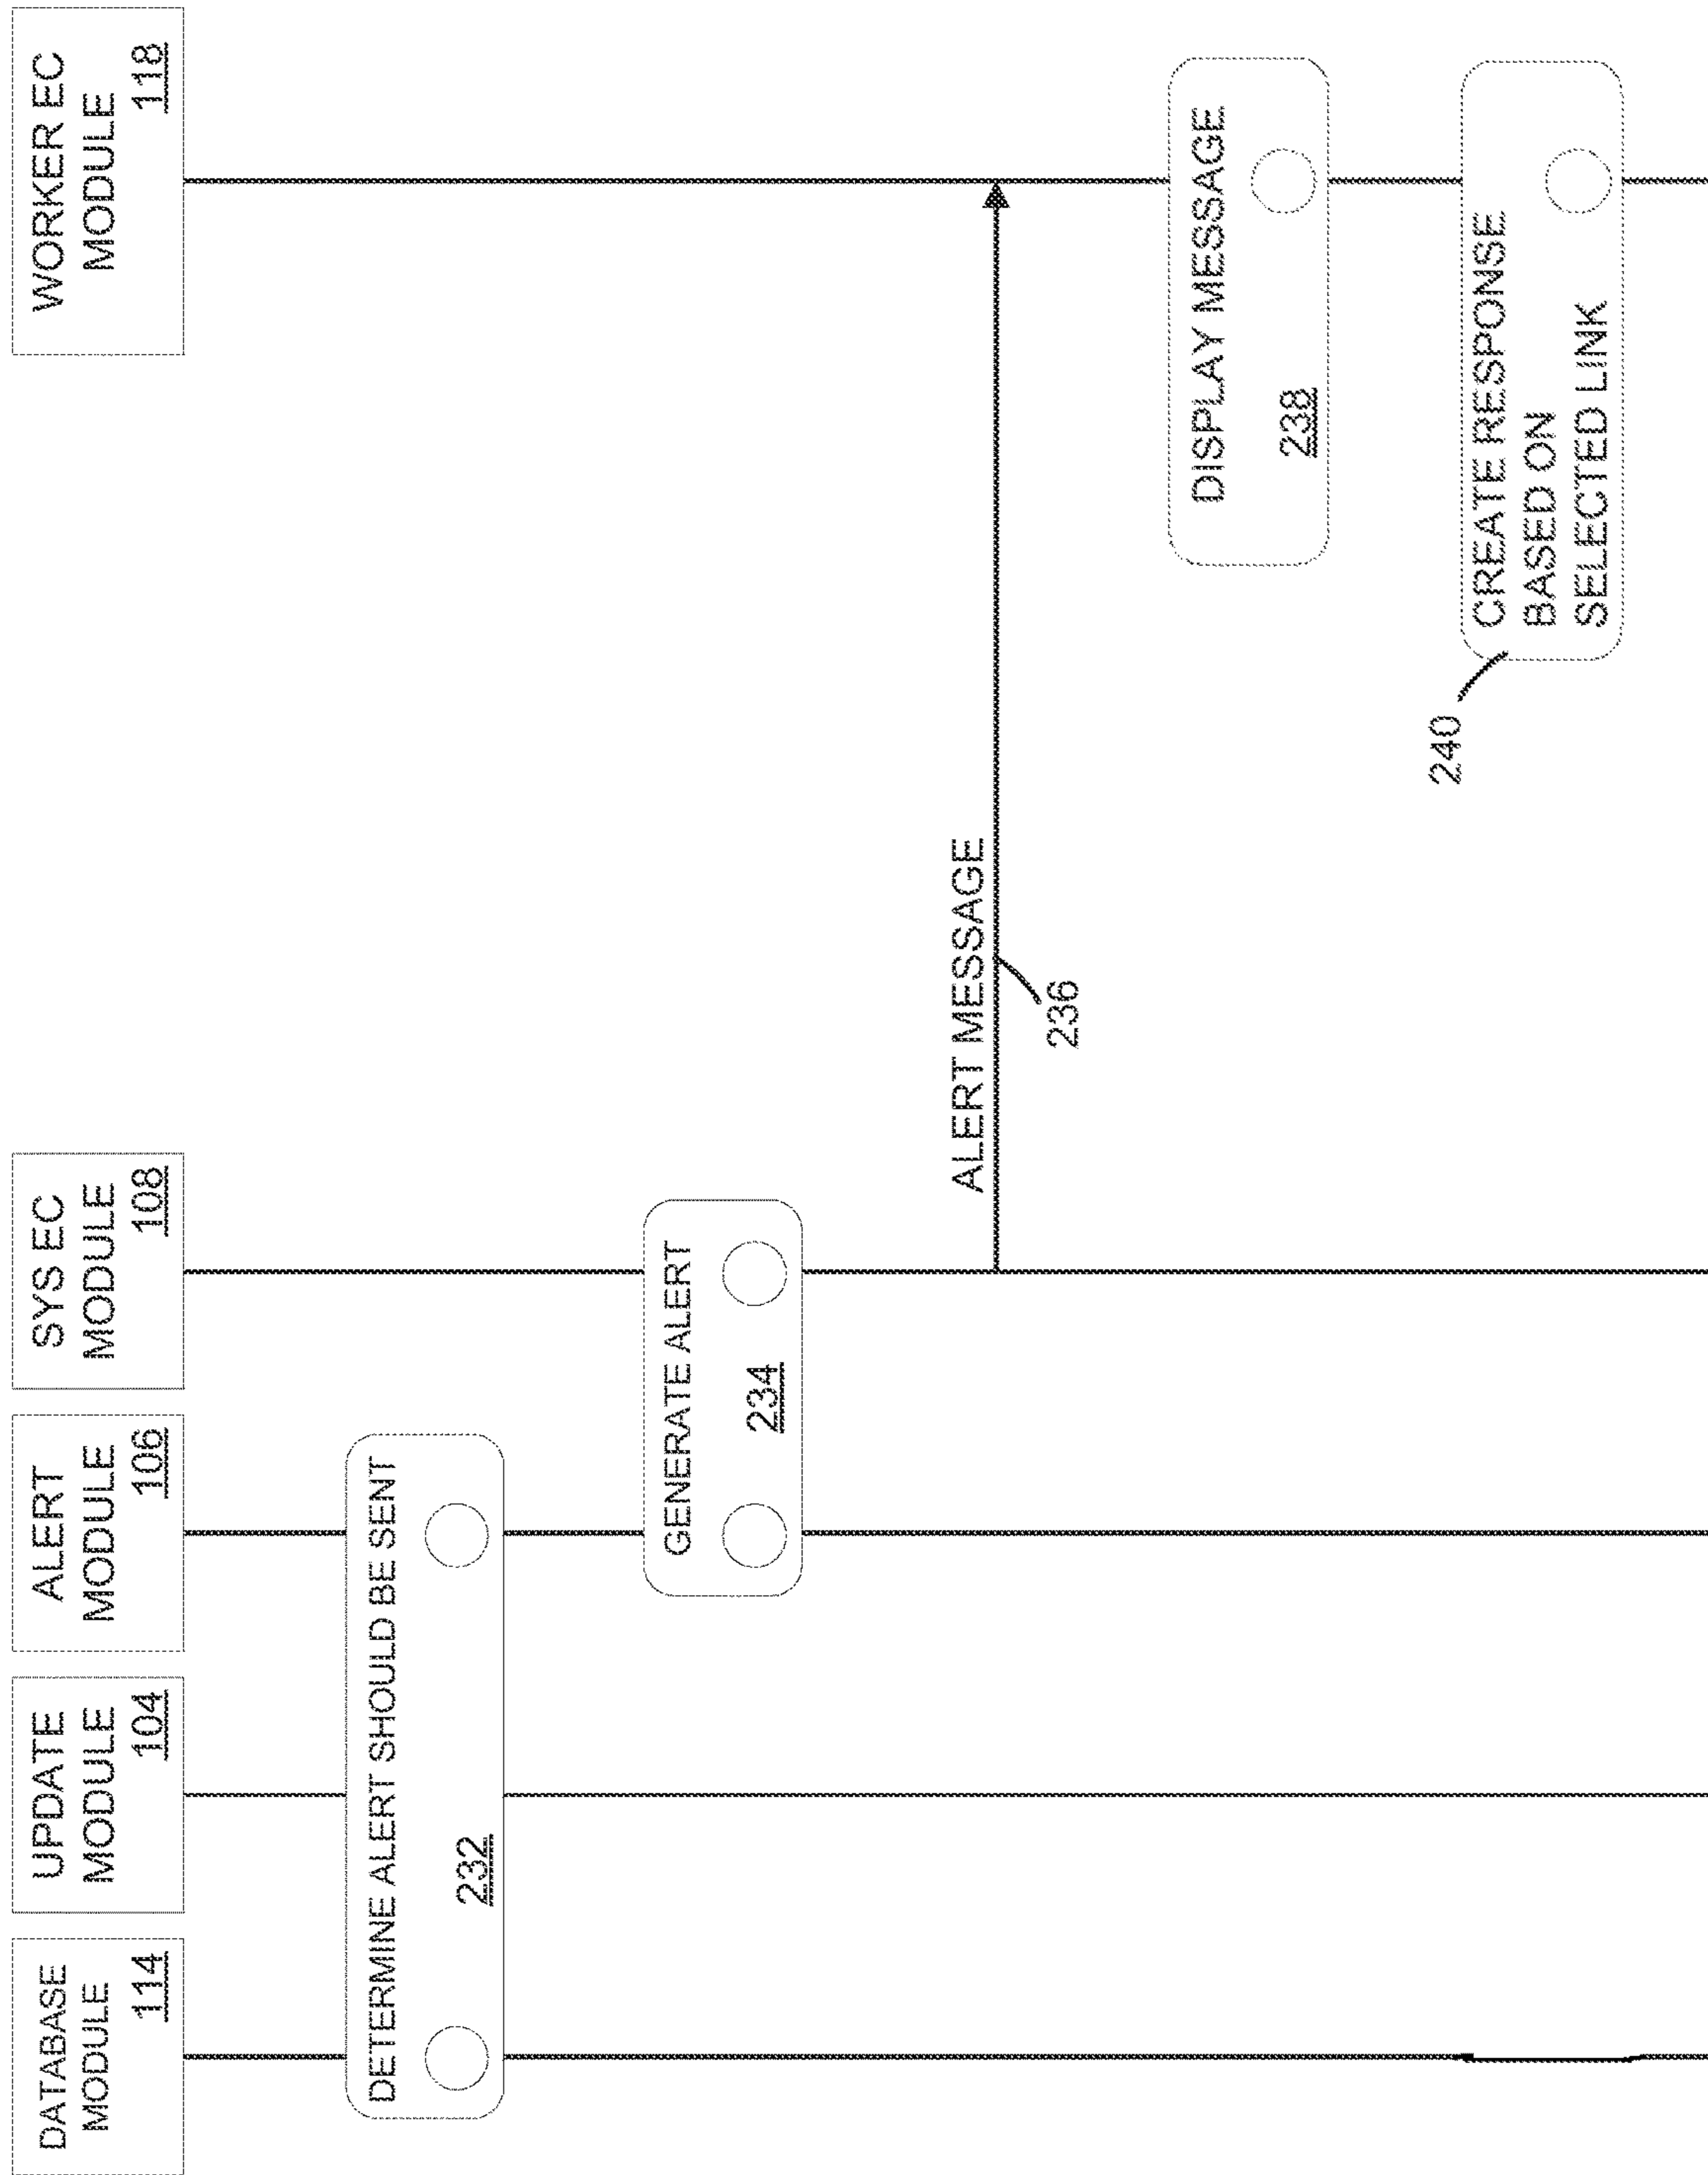 DATABASE
MODULE
114
UPDATE
MODULE
104
ALERT
MODULE
106
SYS EC
MODULE
108
WORKER EC
MODULE
118
DETERMINE ALERT SHOULD BE SENT
232
GENERATE ALERT
234
ALERT MESSAGE
236
DISPLAY MESSAGE
238
CREATE RESPONSE
BASED ON
SELECTED LINK
240